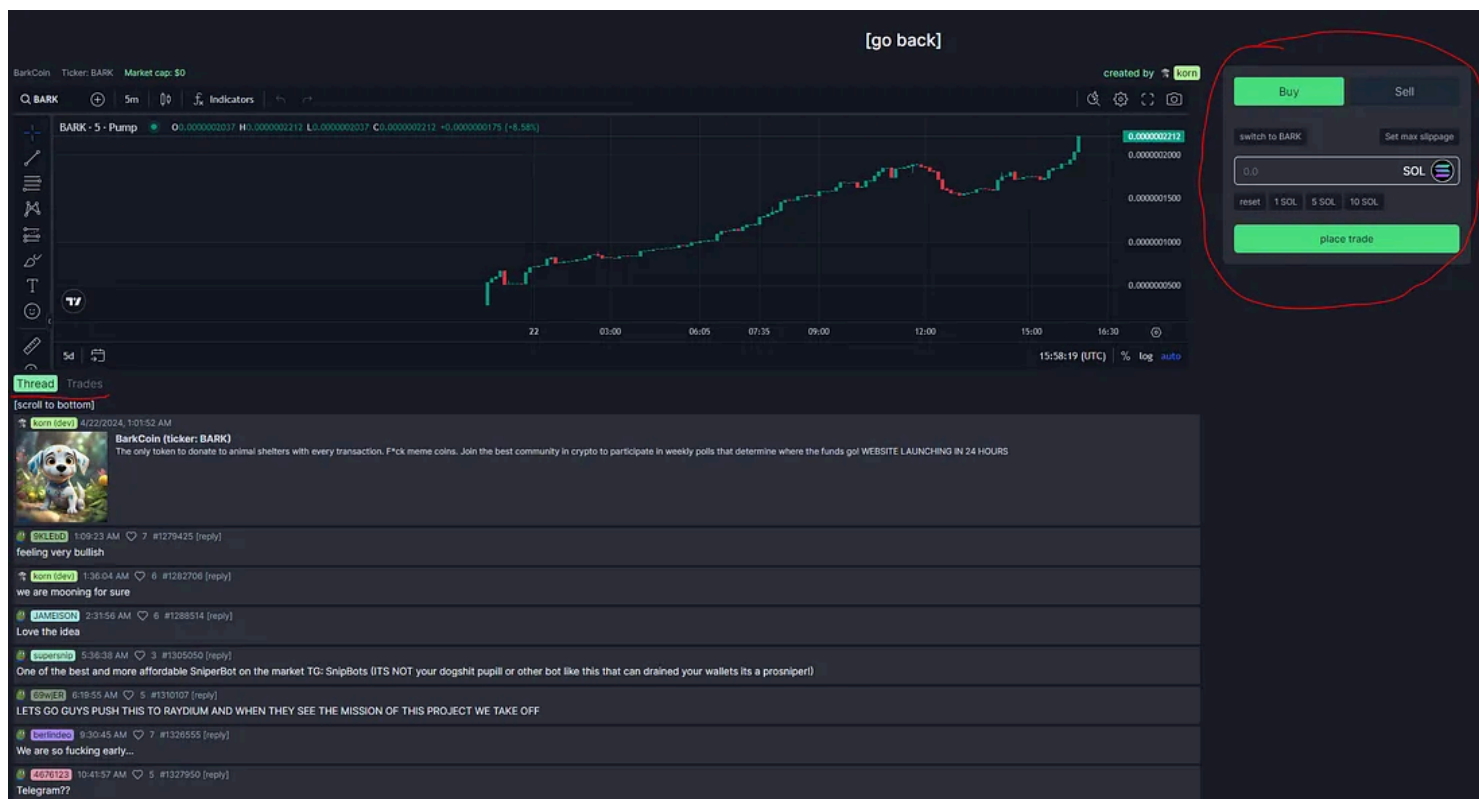 [go back]
BarkCoin Ticker: BARK Market cap: $0
created by korn
BARK 5m Indicators
BARK · 5 · Pump O0.0000002037 H0.0000002212 L0.0000002037 C0.0000002212 +0.0000000175 (+8.58%)
0.0000002212
0.0000002000
0.0000001500
0.0000001000
0.0000000500
22 03:00 06:05 07:35 09:00 12:00 15:00 16:30
5d 15:58:19 (UTC) % log auto
Buy Sell
switch to BARK Set max slippage
0.0 SOL
reset 1 SOL 5 SOL 10 SOL
place trade
Thread Trades
[scroll to bottom]
korn (dev) 4/22/2024, 1:01:52 AM
BarkCoin (ticker: BARK)
The only token to donate to animal shelters with every transaction. F*ck meme coins. Join the best community in crypto to participate in weekly polls that determine where the funds go! WEBSITE LAUNCHING IN 24 HOURS
9KLEbD 1:09:23 AM 7 #1279425 [reply]
feeling very bullish
korn (dev) 1:36:04 AM 6 #1282706 [reply]
we are mooning for sure
JAMEISON 2:31:56 AM 6 #1288514 [reply]
Love the idea
supersnip 5:36:38 AM 3 #1305050 [reply]
One of the best and more affordable SniperBot on the market TG: SnipBots (ITS NOT your dogshit pupill or other bot like this that can drained your wallets its a prosniper!)
69wjER 6:19:55 AM 5 #1310107 [reply]
LETS GO GUYS PUSH THIS TO RAYDIUM AND WHEN THEY SEE THE MISSION OF THIS PROJECT WE TAKE OFF
berlindeo 9:30:45 AM 7 #1326555 [reply]
We are so fucking early...
4676123 10:41:57 AM 5 #1327950 [reply]
Telegram??